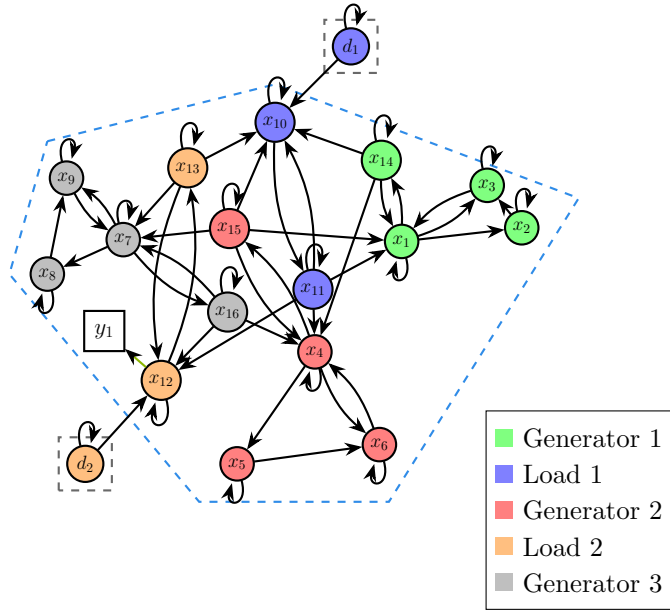 d₁
x₁₀
x₁₄
x₁₃
x₉
x₃
x₁₅
x₂
x₇
x₁
x₈
x₁₁
x₁₆
y₁
x₄
x₁₂
x₆
x₅
d₂
Generator 1
Load 1
Generator 2
Load 2
Generator 3